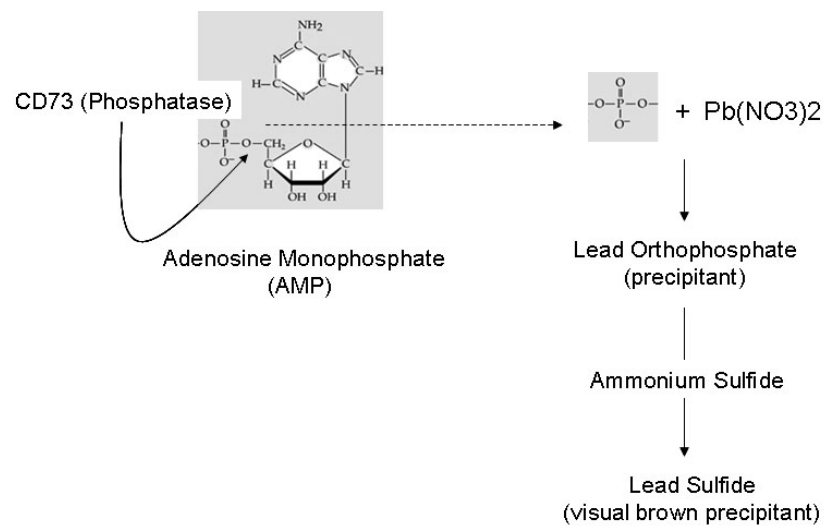 NH₂
C
N
C
N
H–C
C
C–H
N
N
CD73 (Phosphatase)
O
-O–P–O–CH₂
O
O⁻
C
H
H
C
H
H
OH
OH
Adenosine Monophosphate
(AMP)
O
–O–P–O–
O⁻
+ Pb(NO3)2
Lead Orthophosphate
(precipitant)
Ammonium Sulfide
Lead Sulfide
(visual brown precipitant)